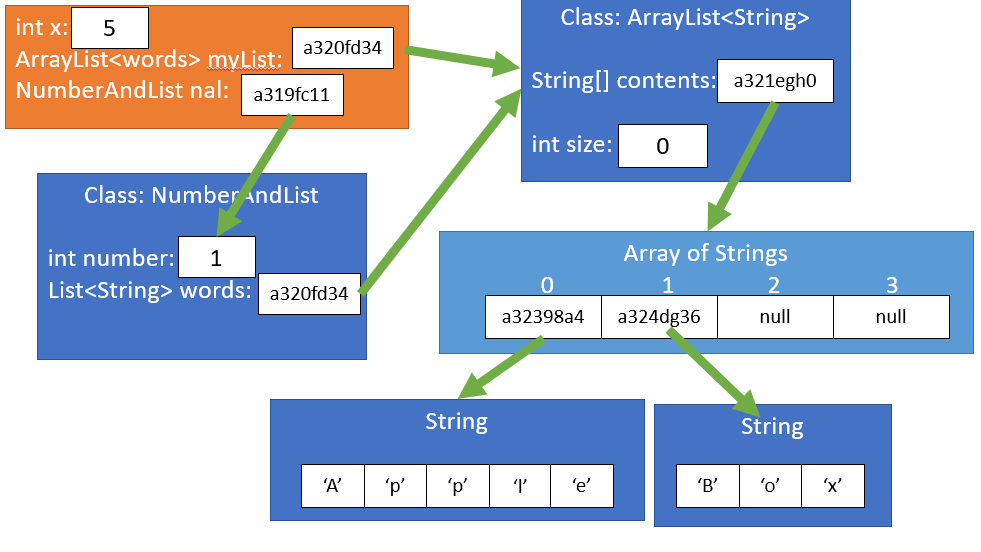 int x: 5
ArrayList<words> myList: a320fd34
NumberAndList nal: a319fc11
Class: ArrayList<String>
String[] contents: a321egh0
int size: 0
Class: NumberAndList
int number: 1
List<String> words: a320fd34
Array of Strings
0 1 2 3
a32398a4 a324dg36 null null
String
‘A’ ‘p’ ‘p’ ‘l’ ‘e’
String
‘B’ ‘o’ ‘x’